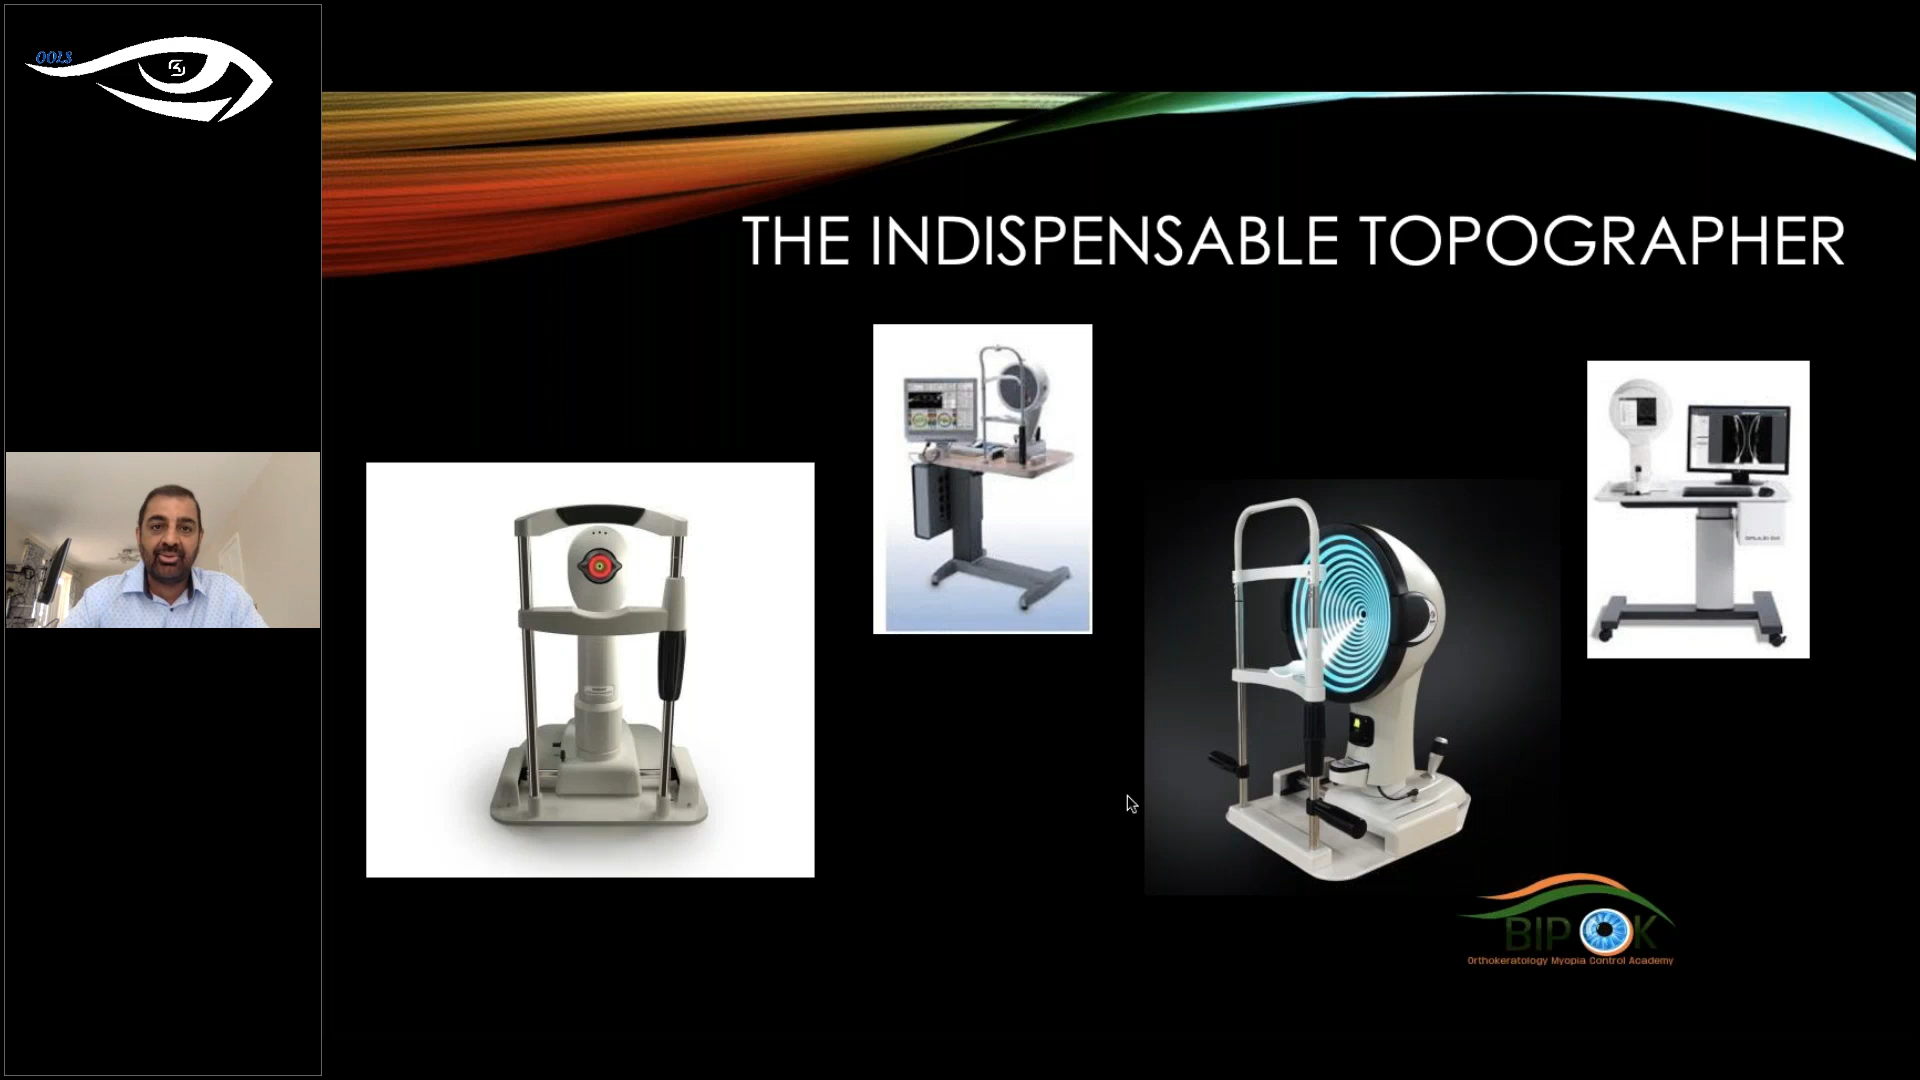 OOLS
THE INDISPENSABLE TOPOGRAPHER
BIP OK
Orthokeratology Myopia Control Academy